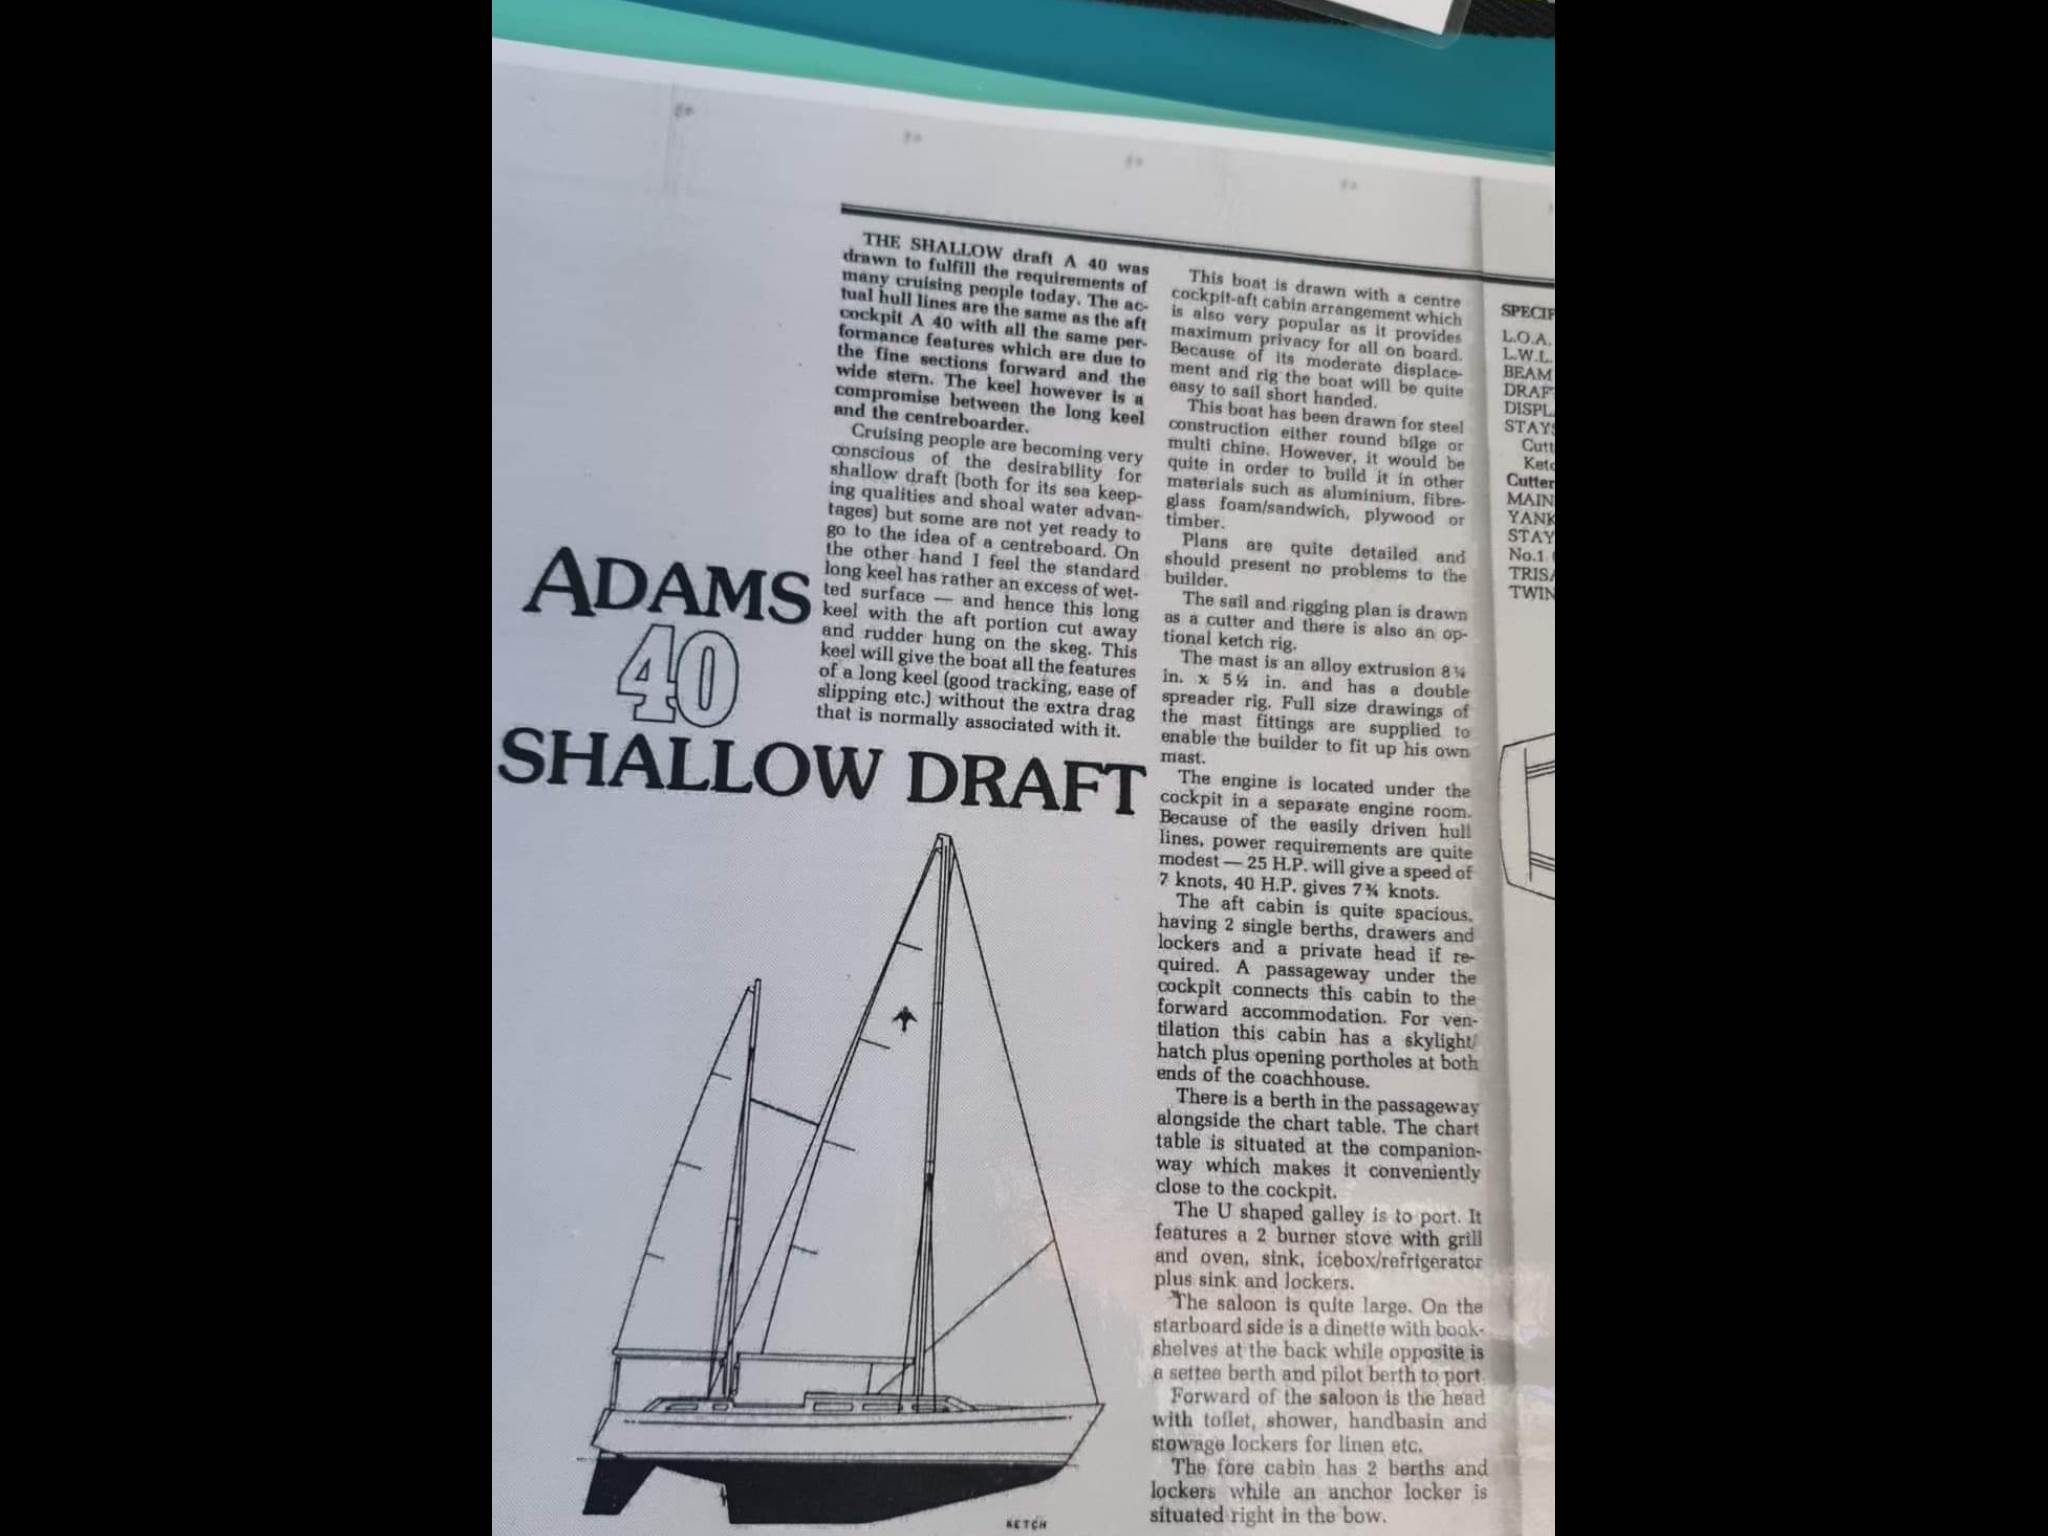 THE SHALLOW draft A 40 was
drawn to fulfill the requirements of
many cruising people today. The ac-
tual hull lines are the same as the aft
cockpit A 40 with all the same per-
formance features which are due to
the fine sections forward and the
wide stern. The keel however is a
compromise between the long keel
and the centreboarder.
Cruising people are becoming very
conscious of the desirability for
shallow draft (both for its sea keep-
ing qualities and shoal water advan-
tages) but some are not yet ready to
go to the idea of a centreboard. On
the other hand I feel the standard
long keel has rather an excess of wet-
ted surface — and hence this long
keel with the aft portion cut away
and rudder hung on the skeg. This
keel will give the boat all the features
of a long keel (good tracking, ease of
slipping etc.) without the extra drag
that is normally associated with it.
ADAMS
40
SHALLOW DRAFT
KETCH
This boat is drawn with a centre
cockpit-aft cabin arrangement which
is also very popular as it provides
maximum privacy for all on board.
Because of its moderate displace-
ment and rig the boat will be quite
easy to sail short handed.
This boat has been drawn for steel
construction either round bilge or
multi chine. However, it would be
quite in order to build it in other
materials such as aluminium, fibre-
glass foam/sandwich, plywood or
timber.
Plans are quite detailed and
should present no problems to the
builder.
The sail and rigging plan is drawn
as a cutter and there is also an op-
tional ketch rig.
The mast is an alloy extrusion 8¼
in. x 5½ in. and has a double
spreader rig. Full size drawings of
the mast fittings are supplied to
enable the builder to fit up his own
mast.
The engine is located under the
cockpit in a separate engine room.
Because of the easily driven hull
lines, power requirements are quite
modest — 25 H.P. will give a speed of
7 knots, 40 H.P. gives 7¾ knots.
The aft cabin is quite spacious,
having 2 single berths, drawers and
lockers and a private head if re-
quired. A passageway under the
cockpit connects this cabin to the
forward accommodation. For ven-
tilation this cabin has a skylight/
hatch plus opening portholes at both
ends of the coachhouse.
There is a berth in the passageway
alongside the chart table. The chart
table is situated at the companion-
way which makes it conveniently
close to the cockpit.
The U shaped galley is to port. It
features a 2 burner stove with grill
and oven, sink, icebox/refrigerator
plus sink and lockers.
The saloon is quite large. On the
starboard side is a dinette with book-
shelves at the back while opposite is
a settee berth and pilot berth to port.
Forward of the saloon is the head
with toilet, shower, handbasin and
stowage lockers for linen etc.
The fore cabin has 2 berths and
lockers while an anchor locker is
situated right in the bow.
SPECIF
L.O.A.
L.W.L.
BEAM
DRAF
DISPL
STAYS
Cutt
Ketc
Cutter
MAIN
YANK
STAY
No.1
TRISA
TWIN